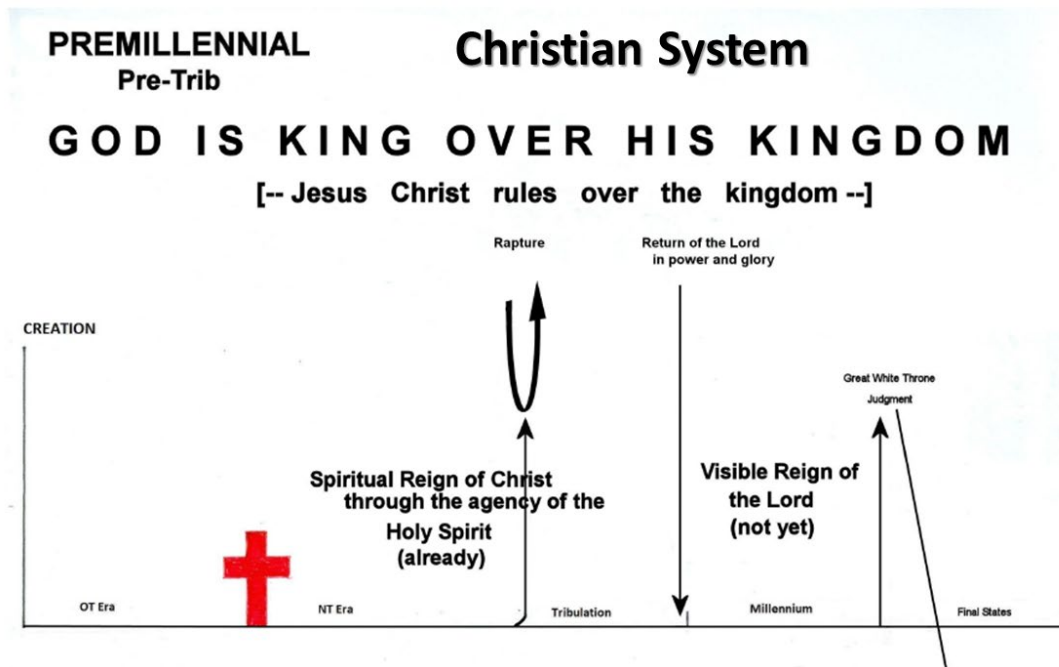 PREMILLENNIAL
Pre-Trib
Christian System
GOD IS KING OVER HIS KINGDOM
[-- Jesus Christ rules over the kingdom --]
Rapture
Return of the Lord
in power and glory
CREATION
Great White Throne
Judgment
Spiritual Reign of Christ
through the agency of the
Holy Spirit
(already)
Visible Reign of
the Lord
(not yet)
OT Era
NT Era
Tribulation
Millennium
Final States